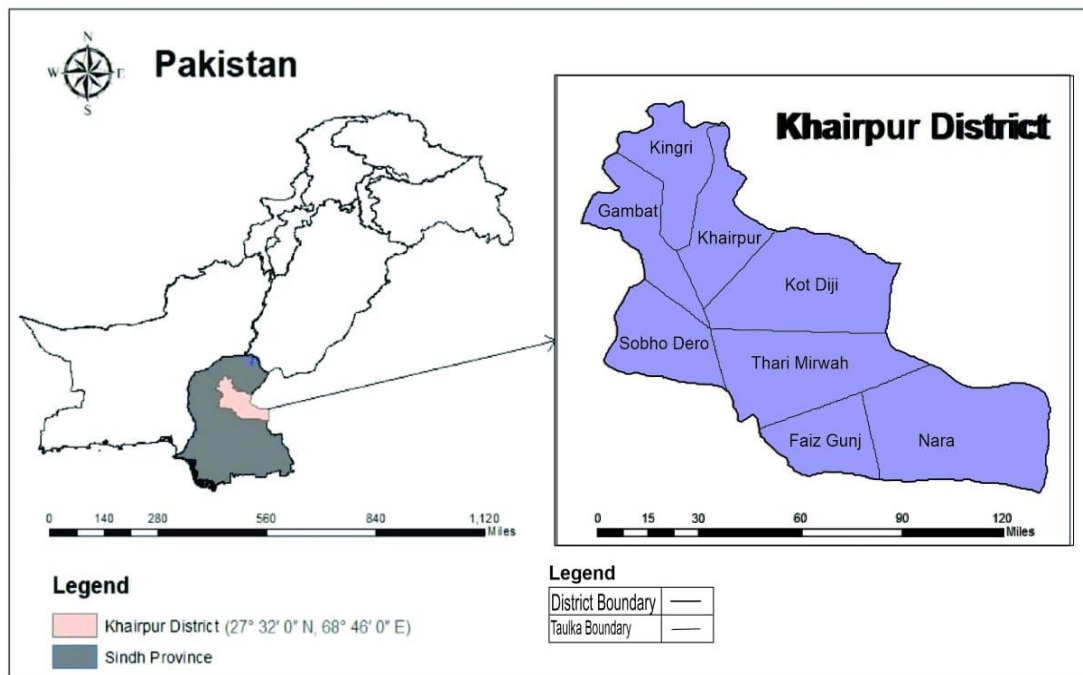 N
W E
S
Pakistan
Khairpur District
Kingri
Gambat
Khairpur
Kot Diji
Sobho Dero
Thari Mirwah
Faiz Gunj
Nara
0 140 280 560 840 1,120
Miles
0 15 30 60 90 120
Miles
Legend
Khairpur District (27° 32′ 0″ N, 68° 46′ 0″ E)
Sindh Province
Legend
District Boundary
Taulka Boundary